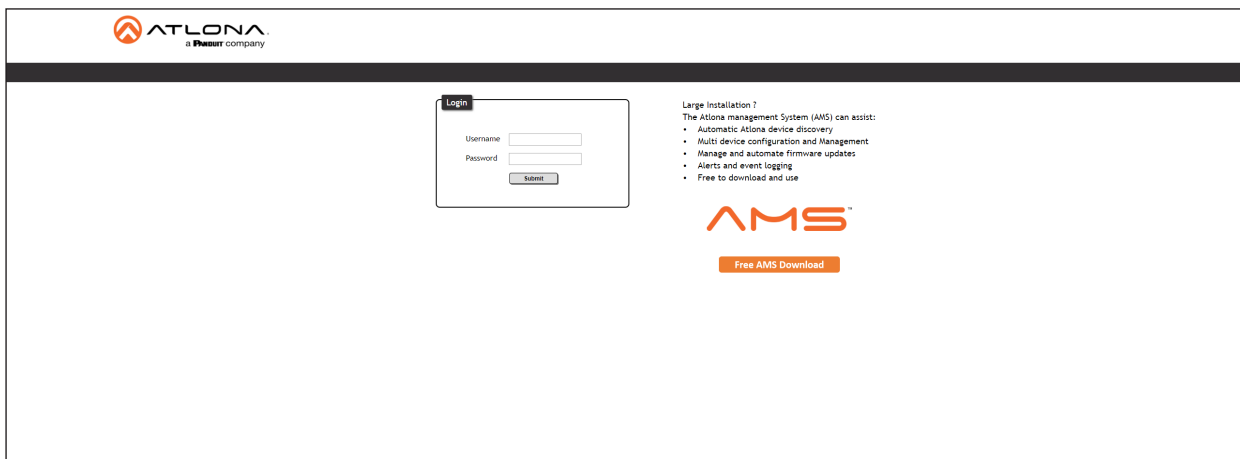 ATLONA.
a PANDUIT company
Login
Username
Password
Submit
Large Installation ?
The Atlona management System (AMS) can assist:
• Automatic Atlona device discovery
• Multi device configuration and Management
• Manage and automate firmware updates
• Alerts and event logging
• Free to download and use
AMS™
Free AMS Download